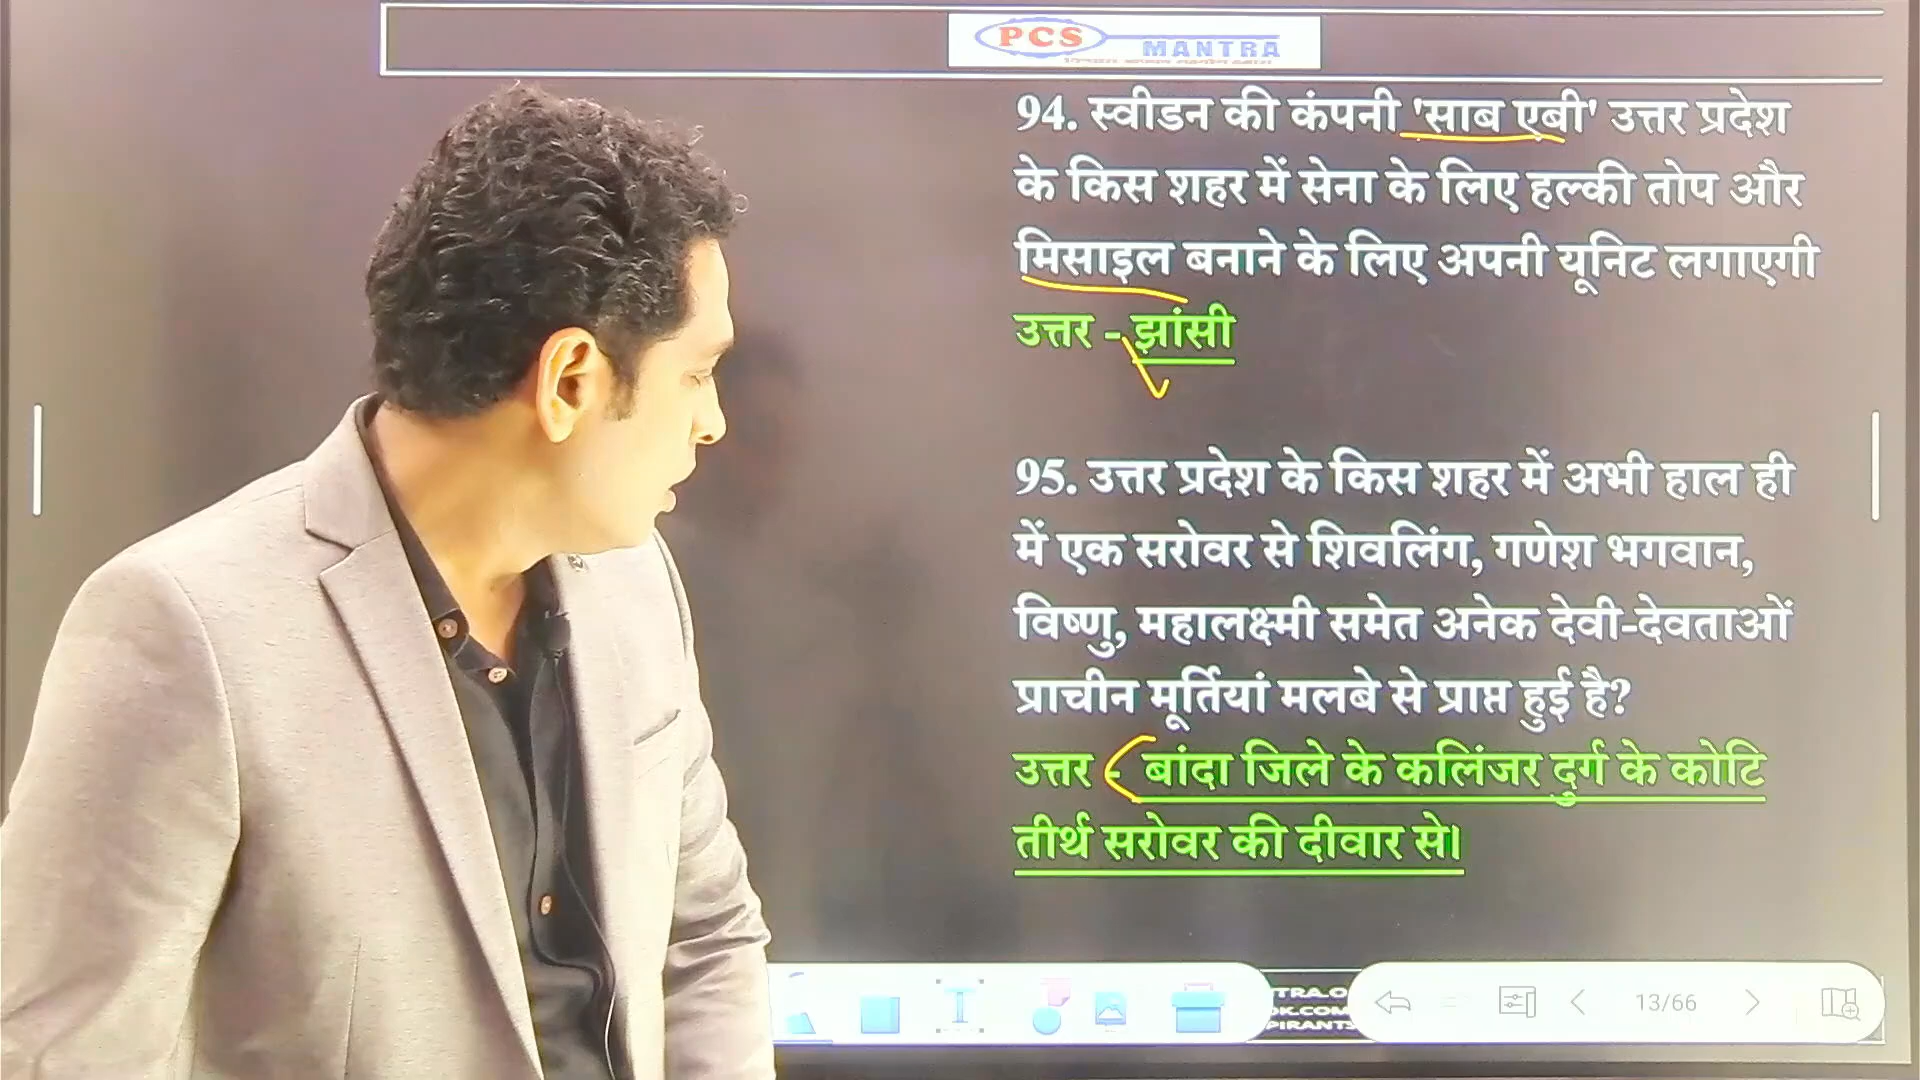 PCS
MANTRA
94. स्वीडन की कंपनी 'साब एबी' उत्तर प्रदेश
के किस शहर में सेना के लिए हल्की तोप और
मिसाइल बनाने के लिए अपनी यूनिट लगाएगी
उत्तर - झांसी
95. उत्तर प्रदेश के किस शहर में अभी हाल ही
में एक सरोवर से शिवलिंग, गणेश भगवान,
विष्णु, महालक्ष्मी समेत अनेक देवी-देवताओं
प्राचीन मूर्तियां मलबे से प्राप्त हुई है?
उत्तर - बांदा जिले के कलिंजर दुर्ग के कोटि
तीर्थ सरोवर की दीवार से।
13/66